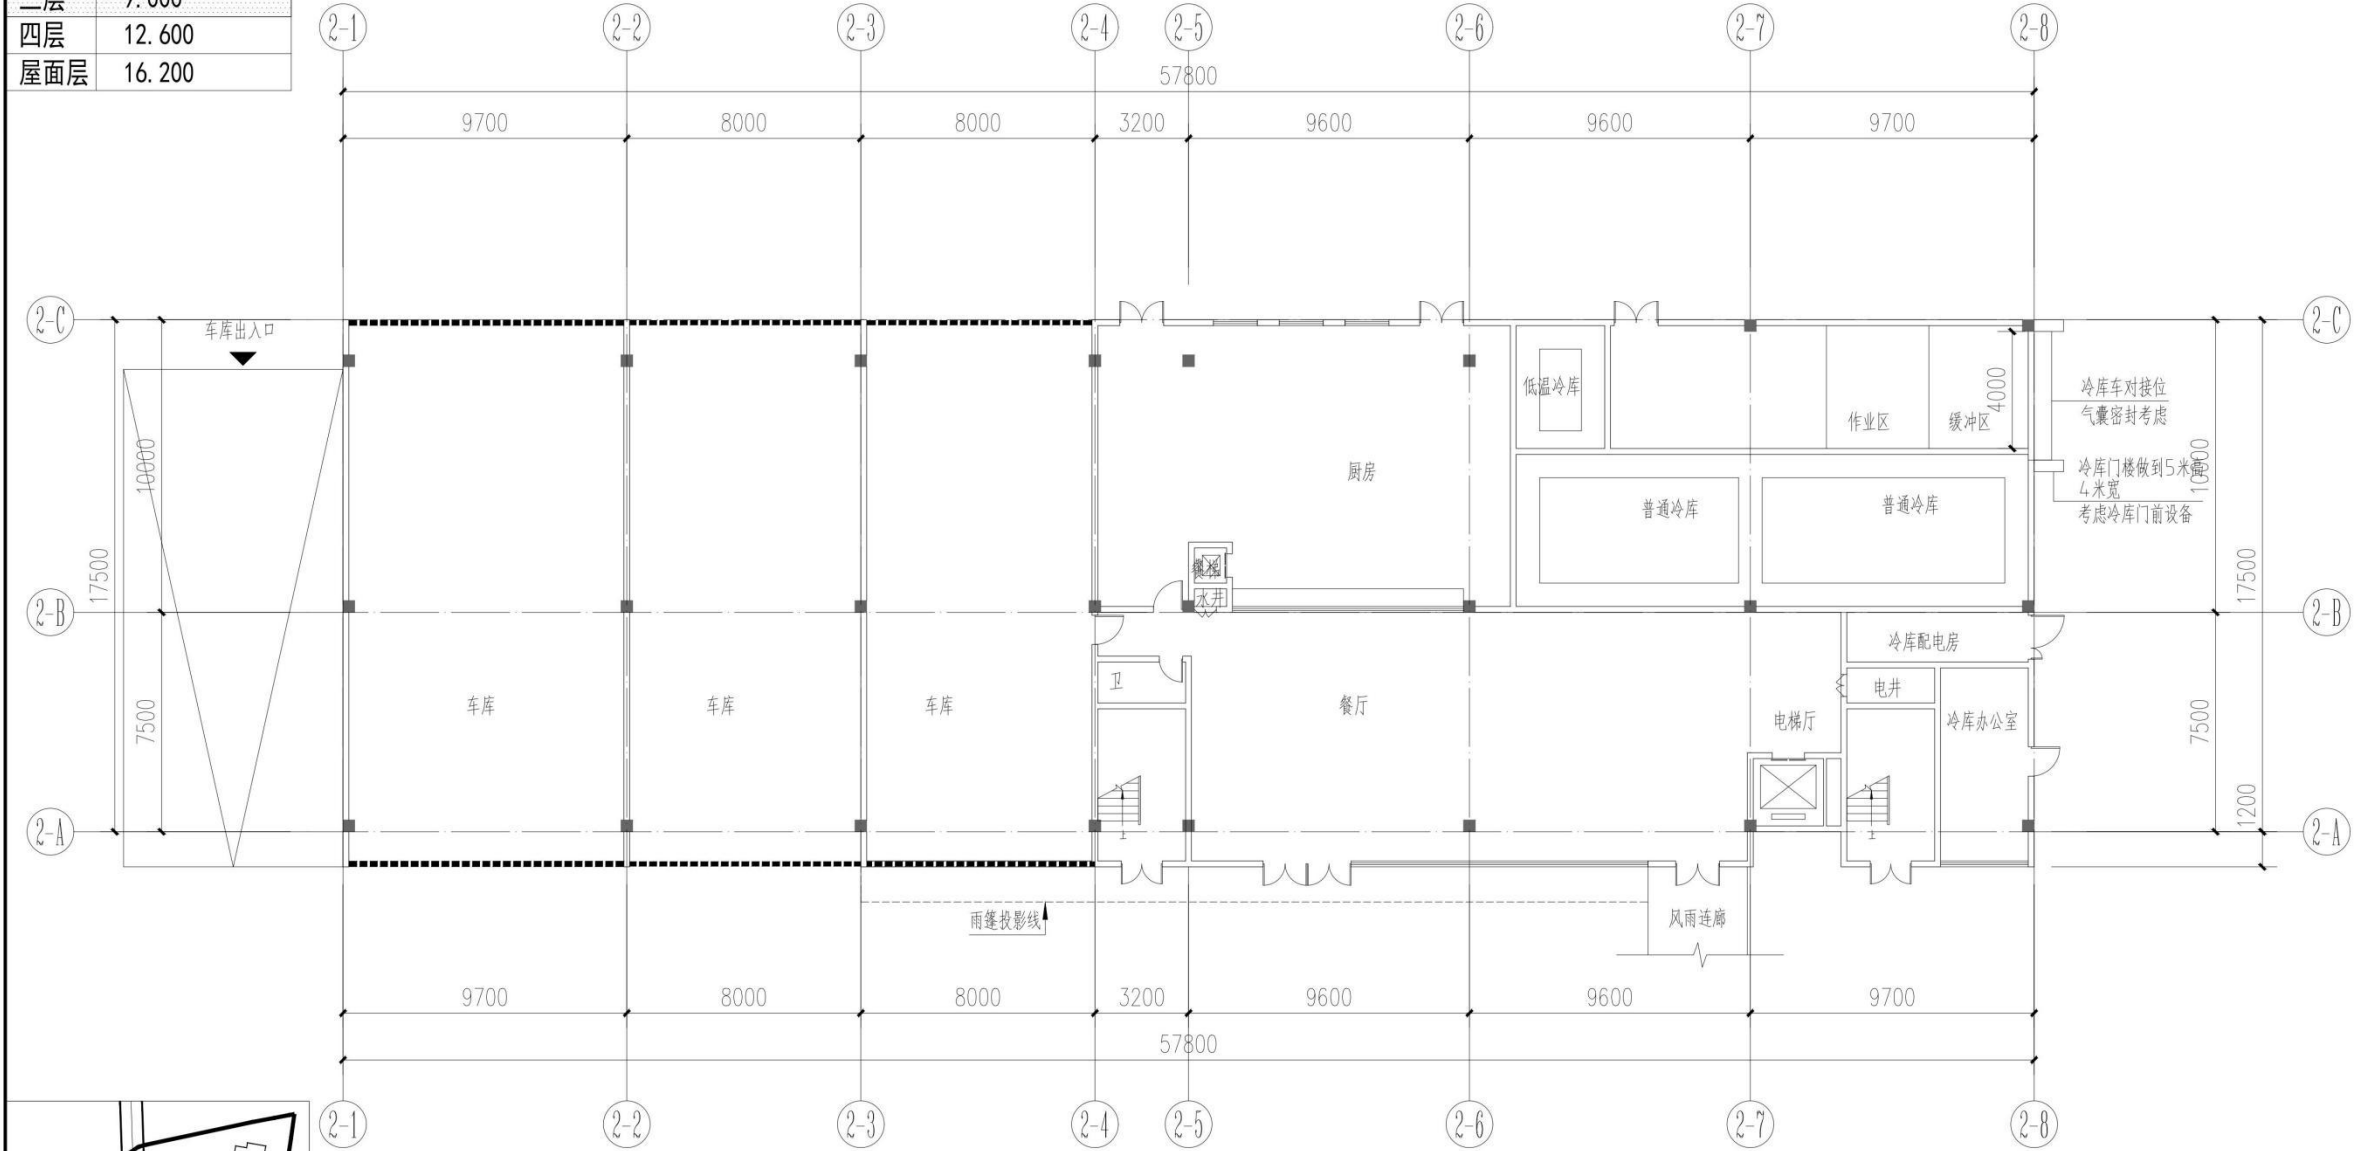 四层 12.600
屋面层 16.200
2-1 2-2 2-3 2-4 2-5 2-6 2-7 2-8
57800
9700 8000 8000 3200 9600 9600 9700
2-C 2-C
车库出入口
低温冷库
4000
作业区
缓冲区
冷库车对接位
气囊密封考虑
10000
厨房
冷库门楼做到5米高
4米宽
考虑冷库门前设备
10000
普通冷库
普通冷库
17500
17500
餐梯
水井
2-B 2-B
冷库配电房
卫
电井
车库
车库
车库
餐厅
电梯厅
冷库办公室
7500
7500
上
上
1200
2-A 2-A
雨篷投影线
风雨连廊
9700 8000 8000 3200 9600 9600 9700
57800
2-1 2-2 2-3 2-4 2-5 2-6 2-7 2-8